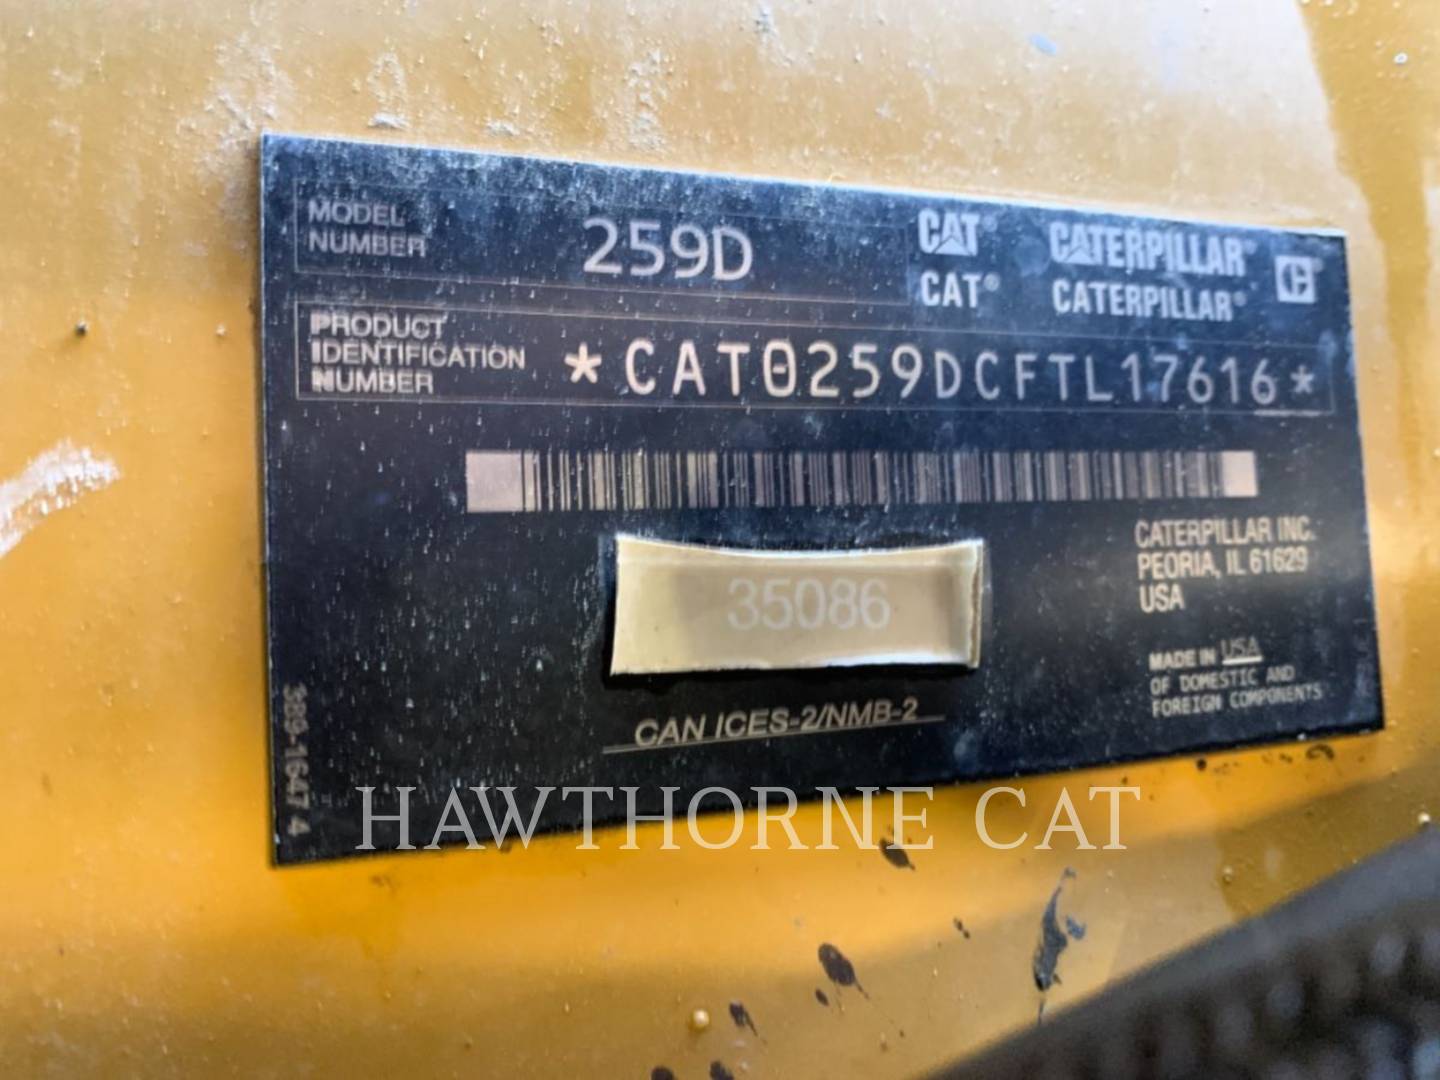 MODEL
NUMBER
259D
CAT® CATERPILLAR®
CAT® CATERPILLAR®
PRODUCT
IDENTIFICATION
NUMBER
*CAT0259DCFTL17616*
CATERPILLAR INC.
PEORIA, IL 61629
USA
35086
MADE IN USA
OF DOMESTIC AND
FOREIGN COMPONENTS
CAN ICES-2/NMB-2
389-1647 4
HAWTHORNE CAT